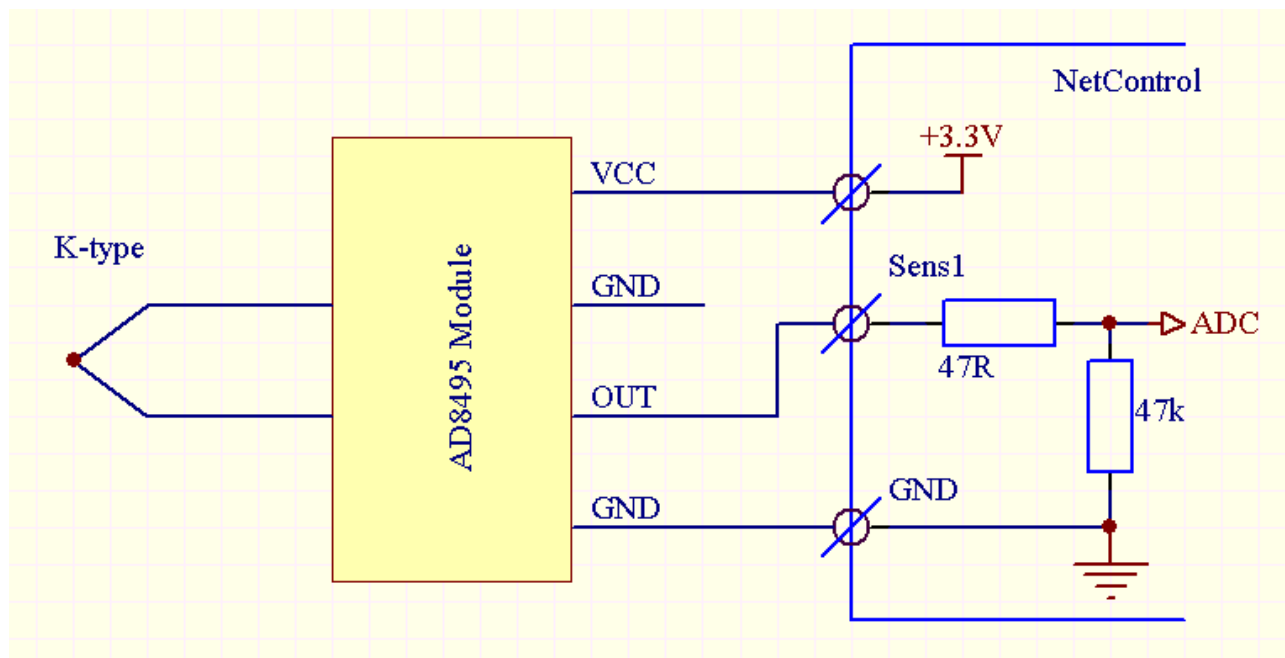 NetControl
+3.3V
VCC
K-type
AD8495 Module
GND
Sens1
ADC
47R
OUT
47k
GND
GND